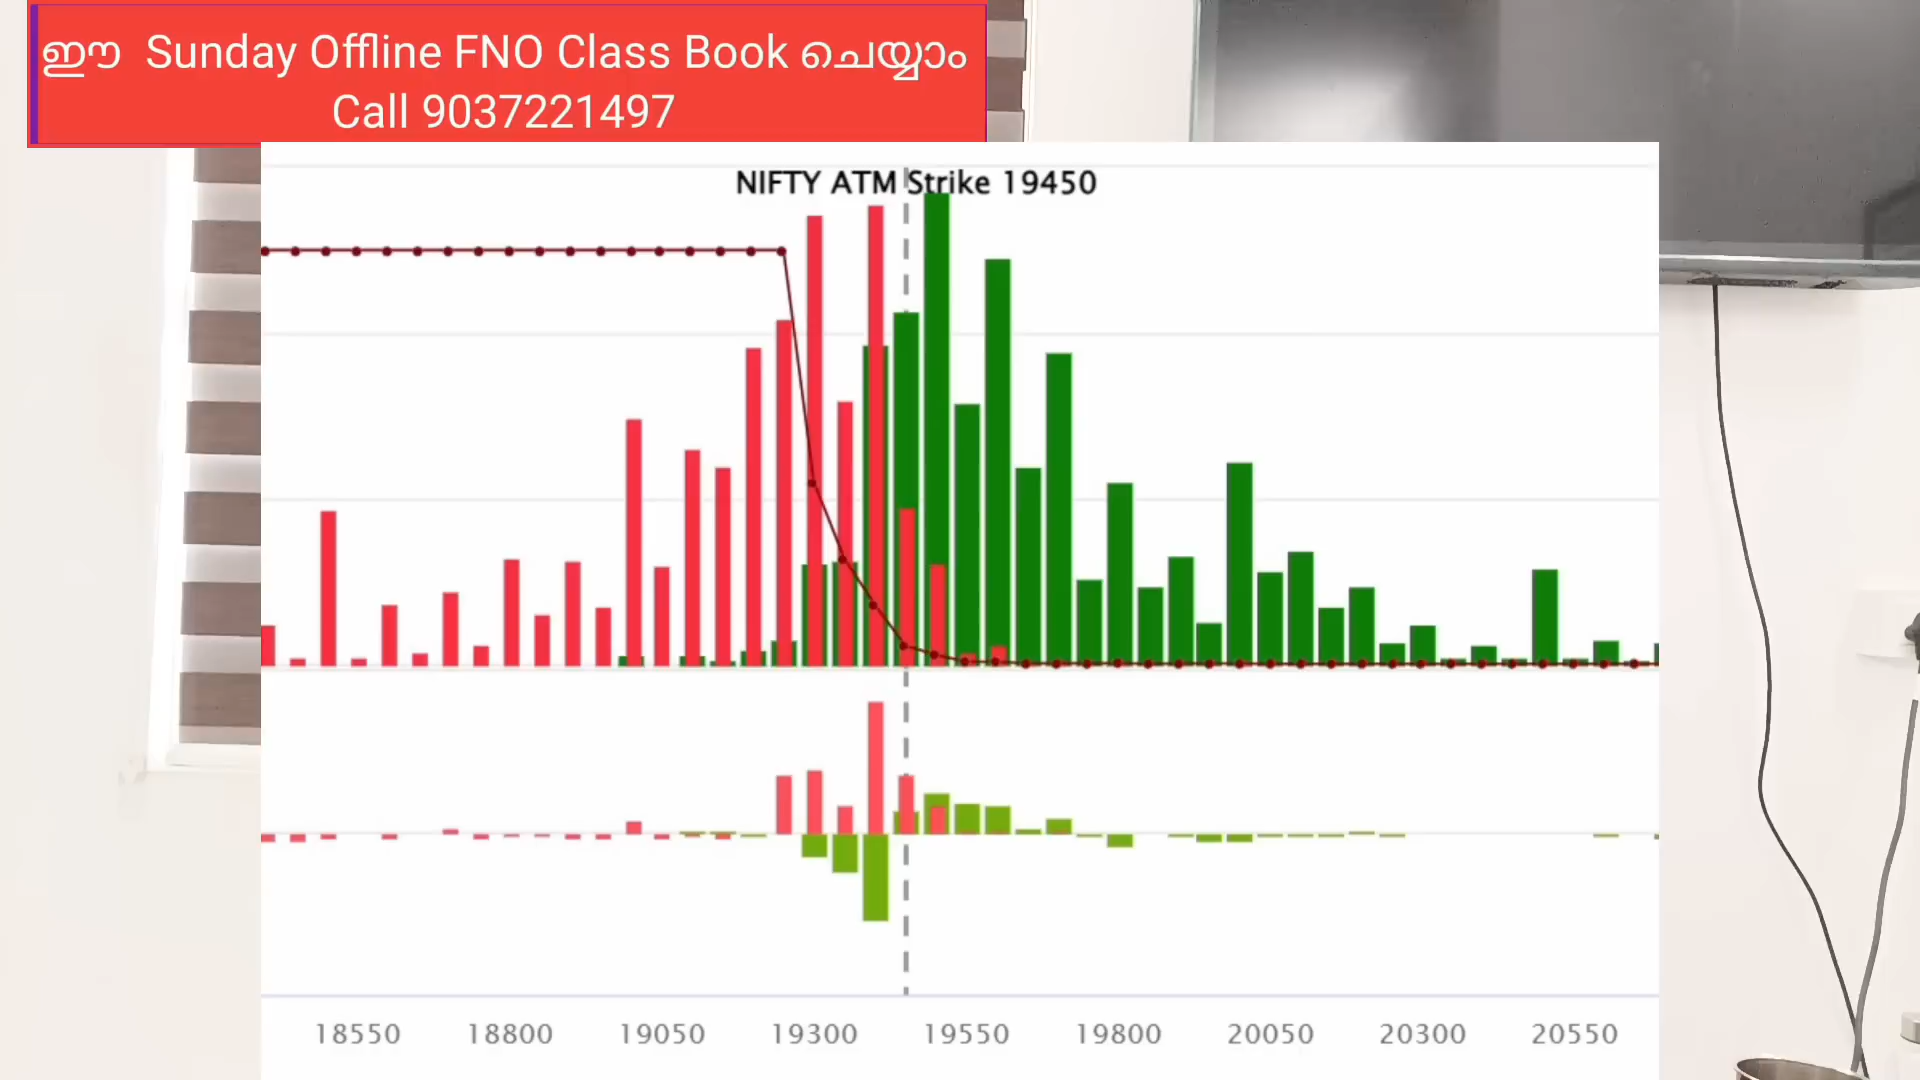 ഈ Sunday Offline FNO Class Book ചെയ്യാം
Call 9037221497
NIFTY ATM Strike 19450
18550 18800 19050 19300 19550 19800 20050 20300 20550